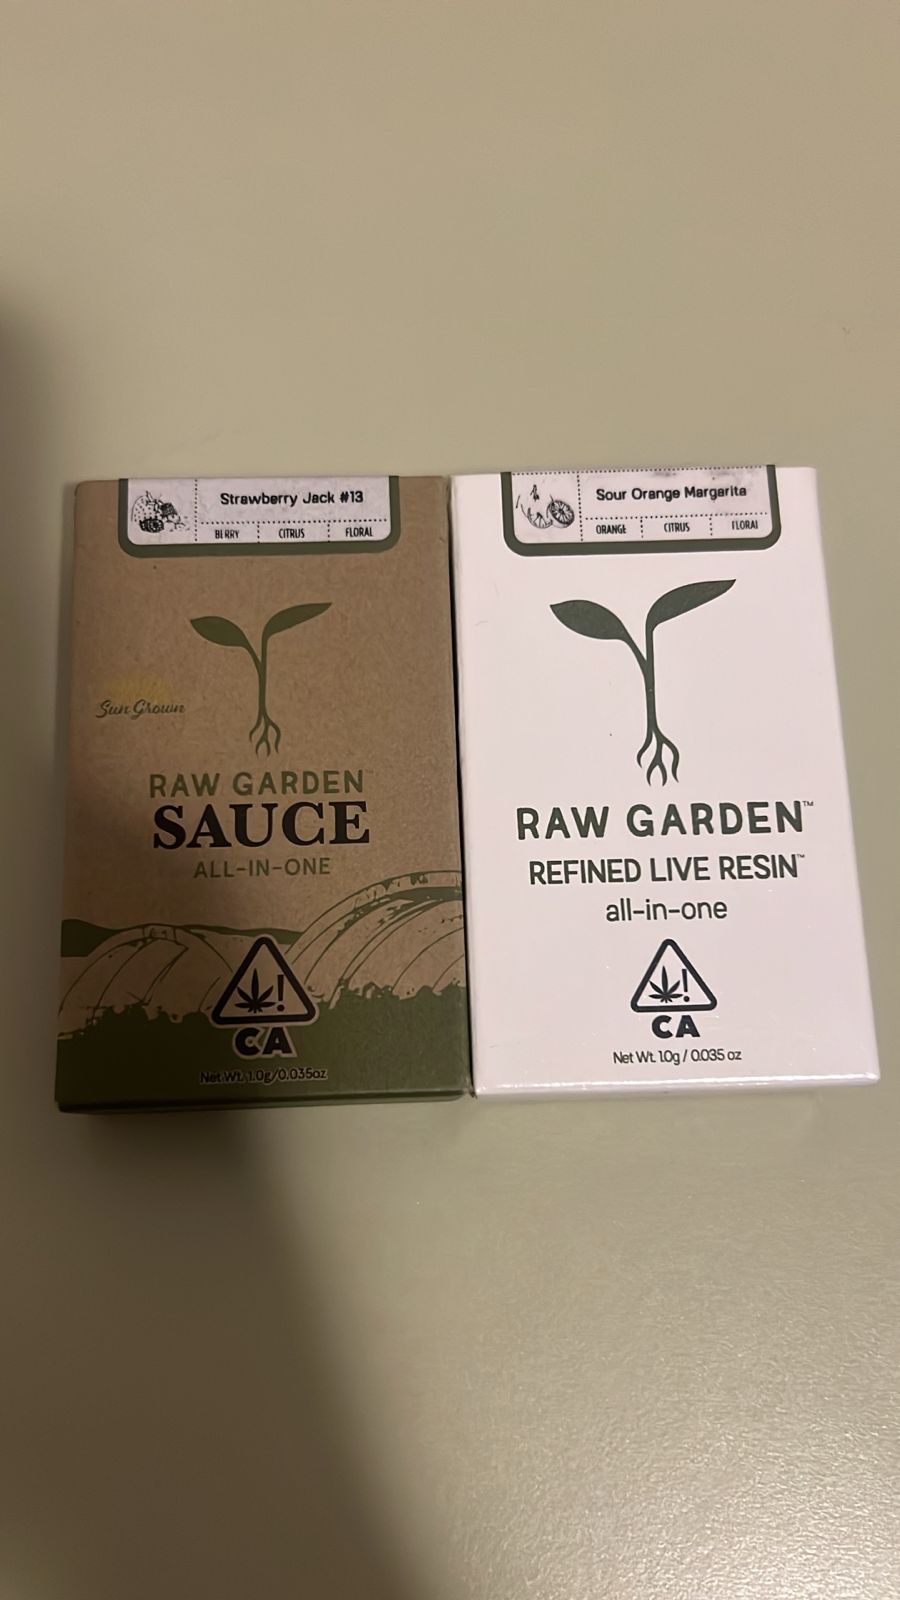 Strawberry Jack #13
BERRY CITRUS FLORAL
Sun Grown
RAW GARDEN
SAUCE
ALL-IN-ONE
CA
Net Wt. 1.0g/0.035oz
Sour Orange Margarita
ORANGE CITRUS FLORAL
RAW GARDEN™
REFINED LIVE RESIN™
all-in-one
CA
Net Wt. 1.0g / 0.035 oz